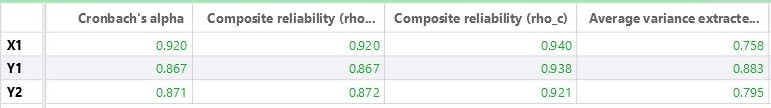 Cronbach's alpha Composite reliability (rho... Composite reliability (rho_c) Average variance extracte...
X1 0.920 0.920 0.940 0.758
Y1 0.867 0.867 0.938 0.883
Y2 0.871 0.872 0.921 0.795